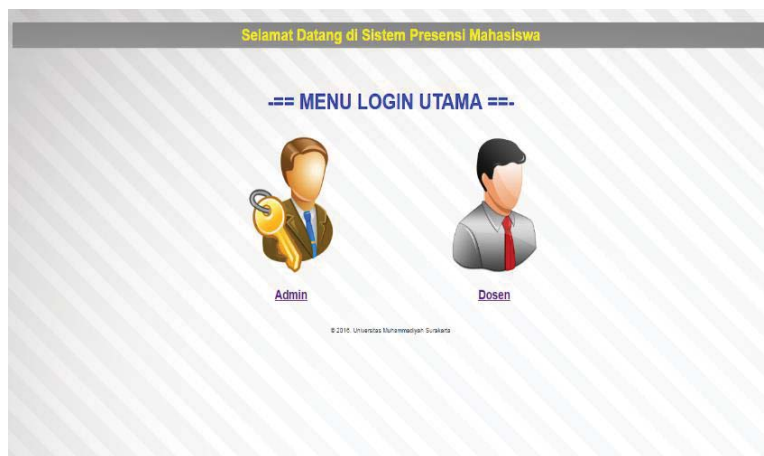 Selamat Datang di Sistem Presensi Mahasiswa
-== MENU LOGIN UTAMA ==-
Admin Dosen
© 2016. Universitas Muhammadiyah Surakarta